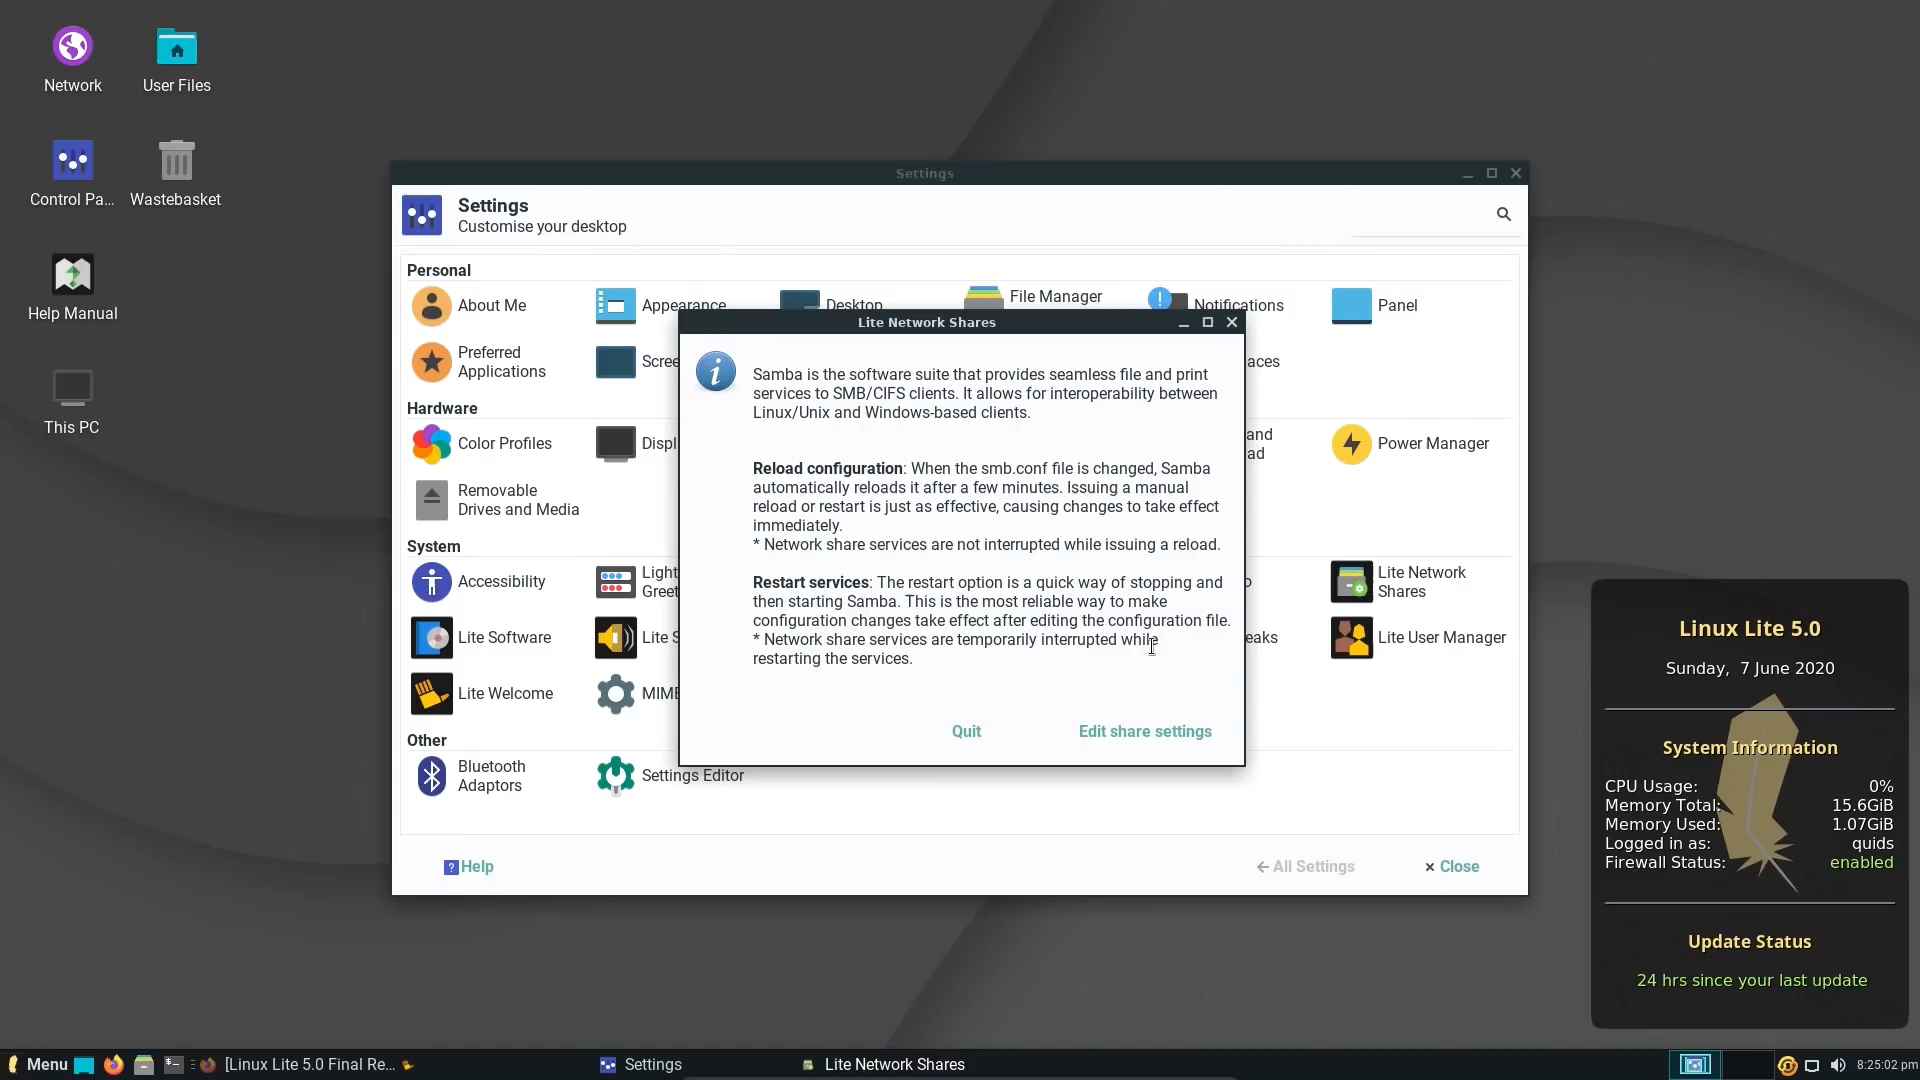 Network
User Files
Control Pa...
Wastebasket
Help Manual
This PC
Settings
Settings
Customise your desktop
Personal
About Me
Appearance
Desktop
File Manager
Notifications
Panel
Preferred
Applications
Scree
aces
Hardware
Color Profiles
Displ
and
ad
Power Manager
Removable
Drives and Media
System
Accessibility
Light
Greet
o
Lite Network
Shares
Lite Software
Lite S
eaks
Lite User Manager
Lite Welcome
MIME
Other
Bluetooth
Adaptors
Settings Editor
Help
All Settings
Close
Lite Network Shares
Samba is the software suite that provides seamless file and print
services to SMB/CIFS clients. It allows for interoperability between
Linux/Unix and Windows-based clients.
Reload configuration: When the smb.conf file is changed, Samba
automatically reloads it after a few minutes. Issuing a manual
reload or restart is just as effective, causing changes to take effect
immediately.
* Network share services are not interrupted while issuing a reload.
Restart services: The restart option is a quick way of stopping and
then starting Samba. This is the most reliable way to make
configuration changes take effect after editing the configuration file.
* Network share services are temporarily interrupted while
restarting the services.
Quit
Edit share settings
Linux Lite 5.0
Sunday, 7 June 2020
System Information
CPU Usage: 0%
Memory Total: 15.6GiB
Memory Used: 1.07GiB
Logged in as: quids
Firewall Status: enabled
Update Status
24 hrs since your last update
Menu
[Linux Lite 5.0 Final Re...
Settings
Lite Network Shares
8:25:02 pm